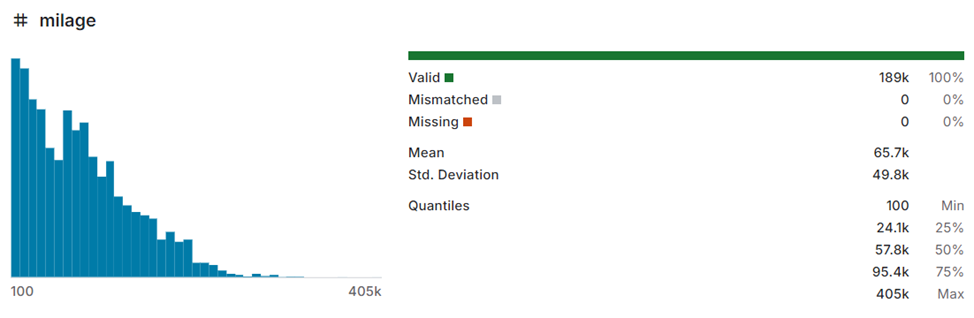 # milage
Valid 189k 100%
Mismatched 0 0%
Missing 0 0%
Mean 65.7k
Std. Deviation 49.8k
Quantiles 100 Min
24.1k 25%
57.8k 50%
95.4k 75%
405k Max
100 405k